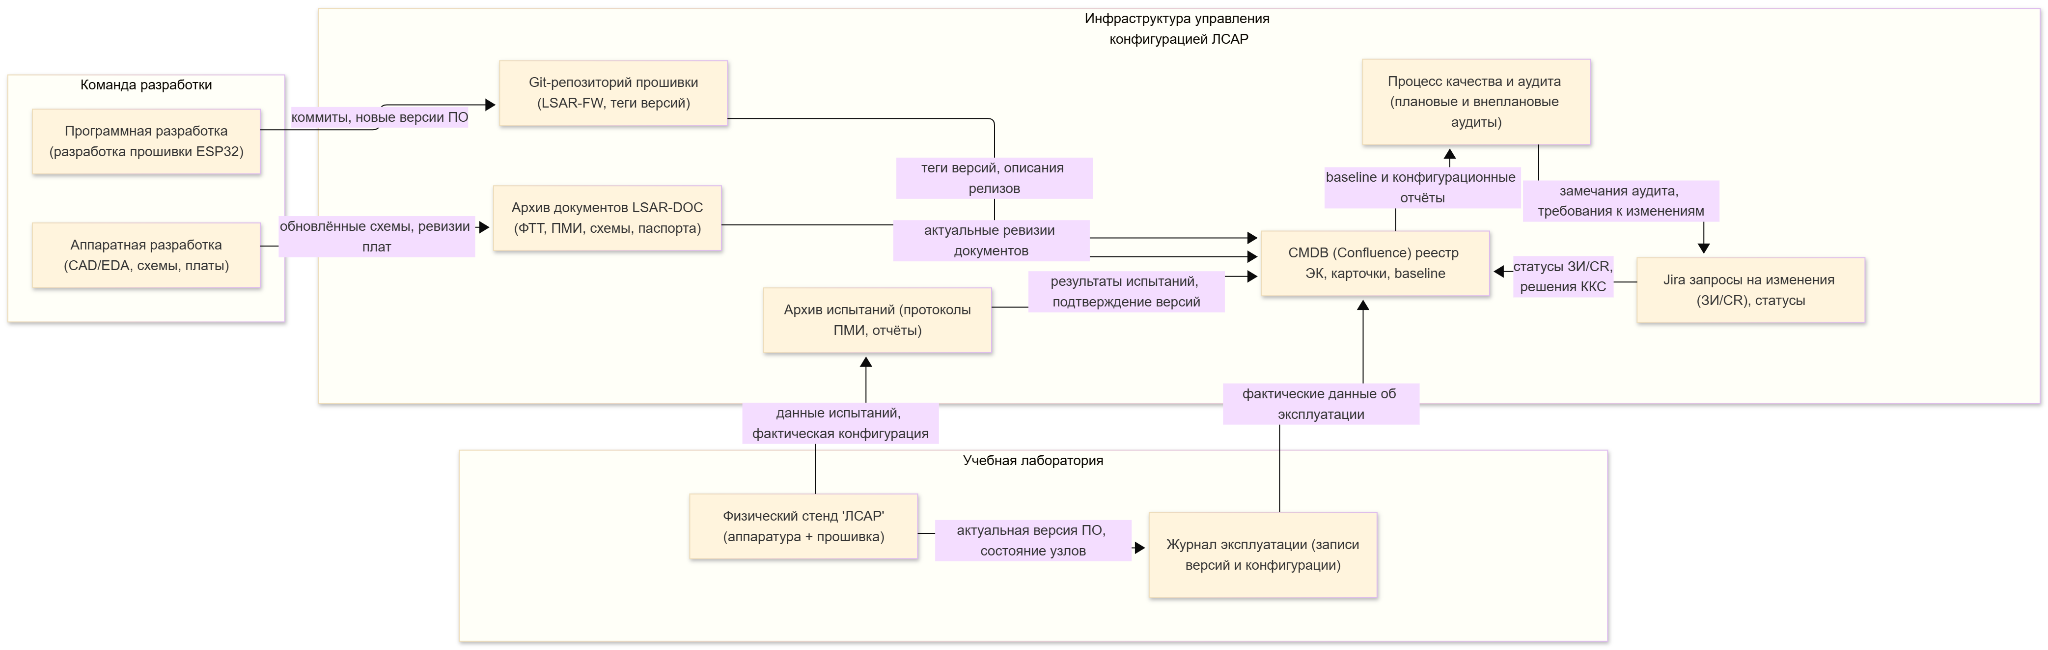 Инфраструктура управления
конфигурацией ЛСАР
Команда разработки
Программная разработка
(разработка прошивки ESP32)
коммиты, новые версии ПО
Git-репозиторий прошивки
(LSAR-FW, теги версий)
теги версий, описания
релизов
Аппаратная разработка
(CAD/EDA, схемы, платы)
обновлённые схемы, ревизии
плат
Архив документов LSAR-DOC
(ФТТ, ПМИ, схемы, паспорта)
актуальные ревизии
документов
Архив испытаний (протоколы
ПМИ, отчёты)
результаты испытаний,
подтверждение версий
CMDB (Confluence) реестр
ЭК, карточки, baseline
baseline и конфигурационные
отчёты
Процесс качества и аудита
(плановые и внеплановые
аудиты)
замечания аудита,
требования к изменениям
статусы ЗИ/CR,
решения ККС
Jira запросы на изменения
(ЗИ/CR), статусы
данные испытаний,
фактическая конфигурация
фактические данные об
эксплуатации
Учебная лаборатория
Физический стенд 'ЛСАР'
(аппаратура + прошивка)
актуальная версия ПО,
состояние узлов
Журнал эксплуатации (записи
версий и конфигурации)